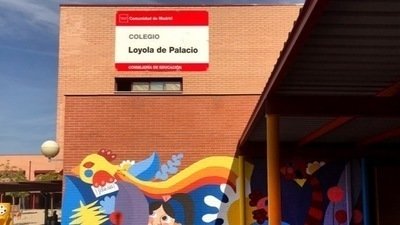 Comunidad de Madrid
COLEGIO
Loyola de Palacio
CONSEJERÍA DE EDUCACIÓN